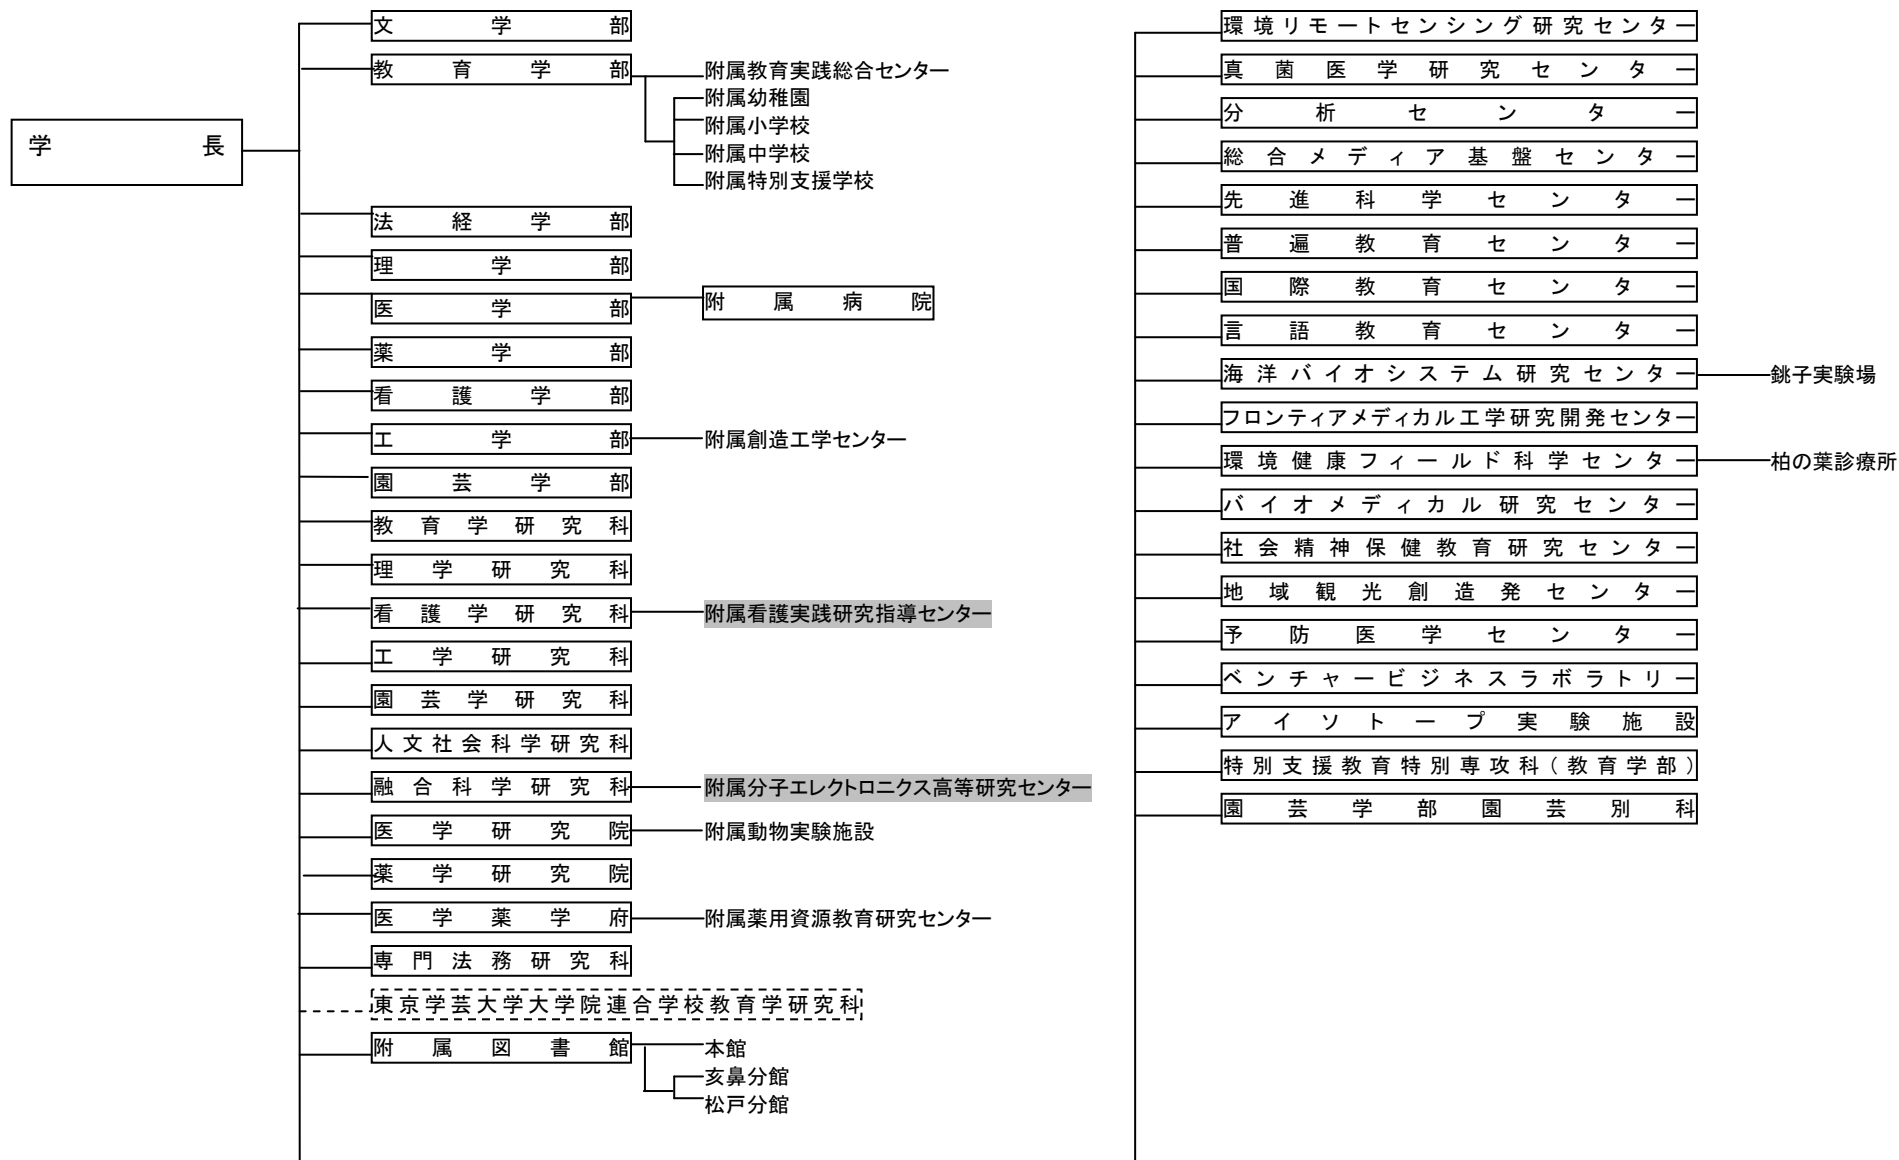 学長
文学部
教育学部
附属教育実践総合センター
附属幼稚園
附属小学校
附属中学校
附属特別支援学校
法経学部
理学部
医学部
附属病院
薬学部
看護学部
工学部
附属創造工学センター
園芸学部
教育学研究科
理学研究科
看護学研究科
附属看護実践研究指導センター
工学研究科
園芸学研究科
人文社会科学研究科
融合科学研究科
附属分子エレクトロニクス高等研究センター
医学研究院
附属動物実験施設
薬学研究院
医学薬学府
附属薬用資源教育研究センター
専門法務研究科
東京学芸大学大学院連合学校教育学研究科
附属図書館
本館
亥鼻分館
松戸分館
環境リモートセンシング研究センター
真菌医学研究センター
分析センター
総合メディア基盤センター
先進科学センター
普遍教育センター
国際教育センター
言語教育センター
海洋バイオシステム研究センター
銚子実験場
フロンティアメディカル工学研究開発センター
環境健康フィールド科学センター
柏の葉診療所
バイオメディカル研究センター
社会精神保健教育研究センター
地域観光創造発センター
予防医学センター
ベンチャービジネスラボラトリー
アイソトープ実験施設
特別支援教育特別専攻科(教育学部)
園芸学部園芸別科